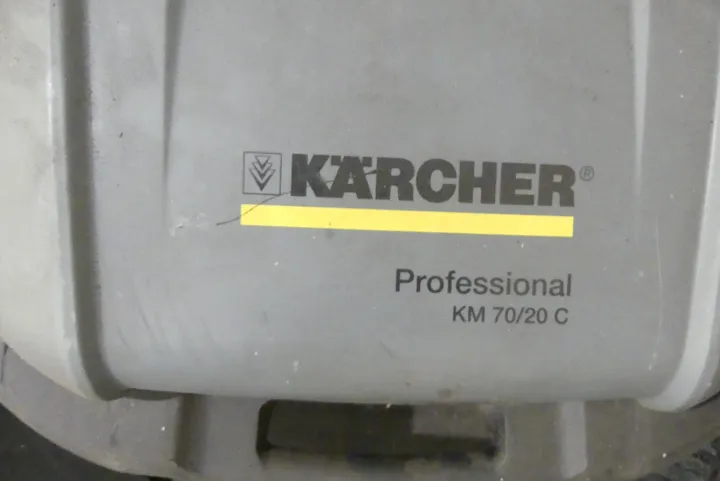 KÄRCHER®
Professional
KM 70/20 C